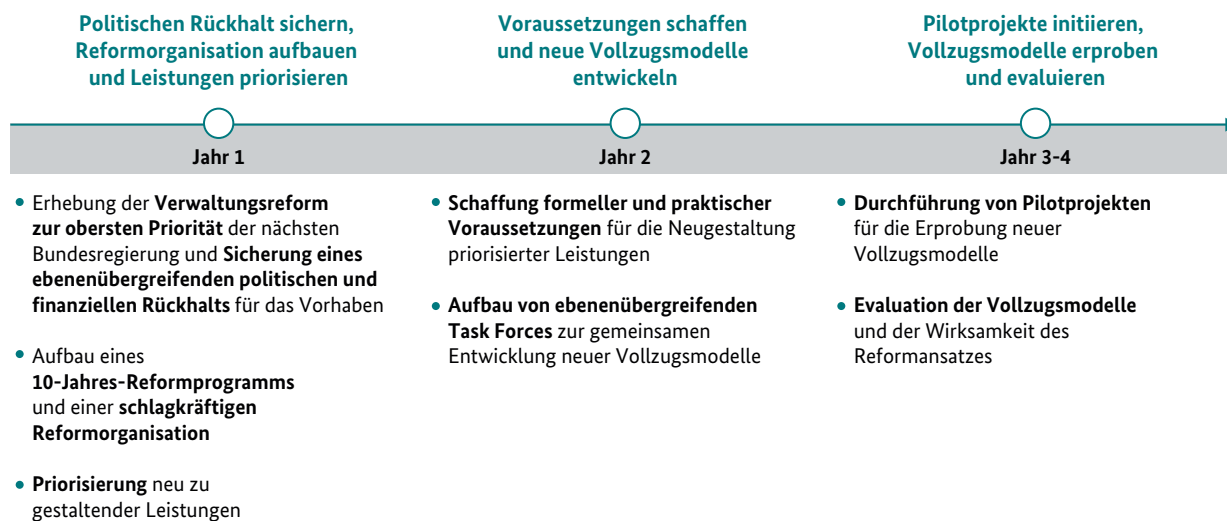 Politischen Rückhalt sichern,
Reformorganisation aufbauen
und Leistungen priorisieren
Voraussetzungen schaffen
und neue Vollzugsmodelle
entwickeln
Pilotprojekte initiieren,
Vollzugsmodelle erproben
und evaluieren
Jahr 1
Jahr 2
Jahr 3-4
• Erhebung der Verwaltungsreform
zur obersten Priorität der nächsten
Bundesregierung und Sicherung eines
ebenenübergreifenden politischen und
finanziellen Rückhalts für das Vorhaben
• Aufbau eines
10-Jahres-Reformprogramms
und einer schlagkräftigen
Reformorganisation
• Priorisierung neu zu
gestaltender Leistungen
• Schaffung formeller und praktischer
Voraussetzungen für die Neugestaltung
priorisierter Leistungen
• Aufbau von ebenenübergreifenden
Task Forces zur gemeinsamen
Entwicklung neuer Vollzugsmodelle
• Durchführung von Pilotprojekten
für die Erprobung neuer
Vollzugsmodelle
• Evaluation der Vollzugsmodelle
und der Wirksamkeit des
Reformansatzes